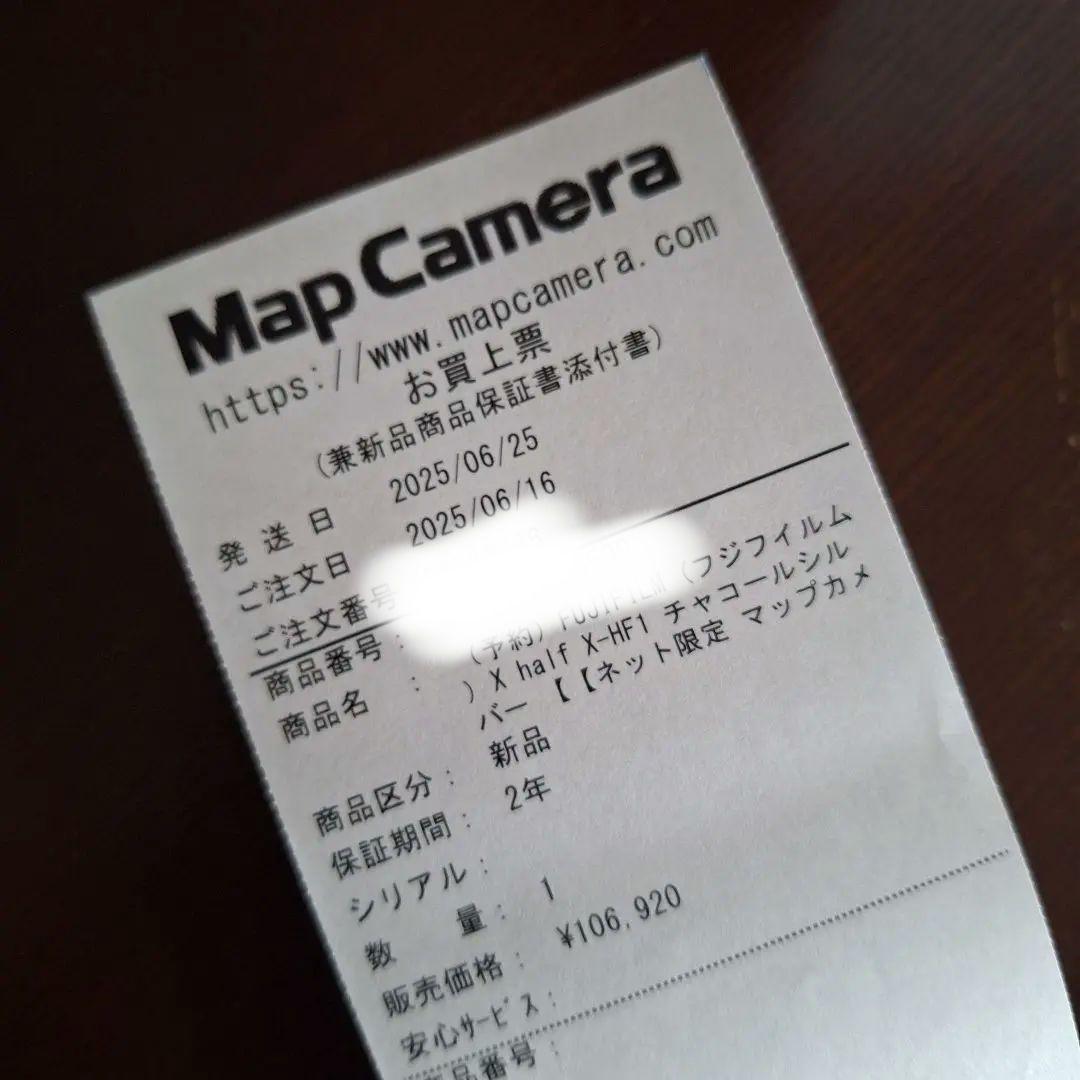 Map Camera
https://www.mapcamera.com
お買上票
(兼新品商品保証書添付書)
発 送 日 2025/06/25
ご注文日 2025/06/16
ご注文番号
商品番号:
商品名 : (予約) FUJIFILM (フジフイルム
) X half X-HF1 チャコールシル
バー 【【ネット限定 マップカメ
商品区分: 新品
保証期間: 2年
シリアル:
数 量: 1
販売価格: ¥106,920
安心サービス:
品番号: